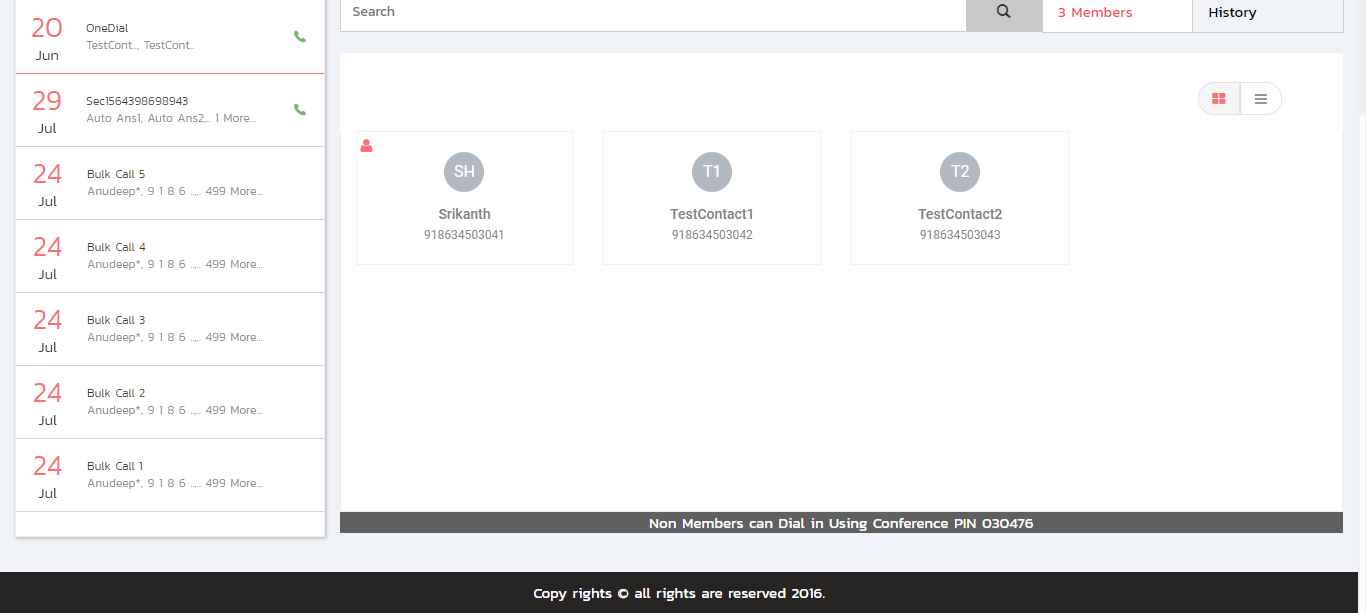 20
Jun
OneDial
TestCont.., TestCont..
29
Jul
Sec1564398698943
Auto Ans1, Auto Ans2,.. 1 More...
24
Jul
Bulk Call 5
Anudeep*, 9 1 8 6 ..,.. 499 More...
24
Jul
Bulk Call 4
Anudeep*, 9 1 8 6 ..,.. 499 More...
24
Jul
Bulk Call 3
Anudeep*, 9 1 8 6 ..,.. 499 More...
24
Jul
Bulk Call 2
Anudeep*, 9 1 8 6 ..,.. 499 More...
24
Jul
Bulk Call 1
Anudeep*, 9 1 8 6 ..,.. 499 More...
Search
3 Members
History
SH
Srikanth
918634503041
T1
TestContact1
918634503042
T2
TestContact2
918634503043
Non Members can Dial in Using Conference PIN 030476
Copy rights © all rights are reserved 2016.